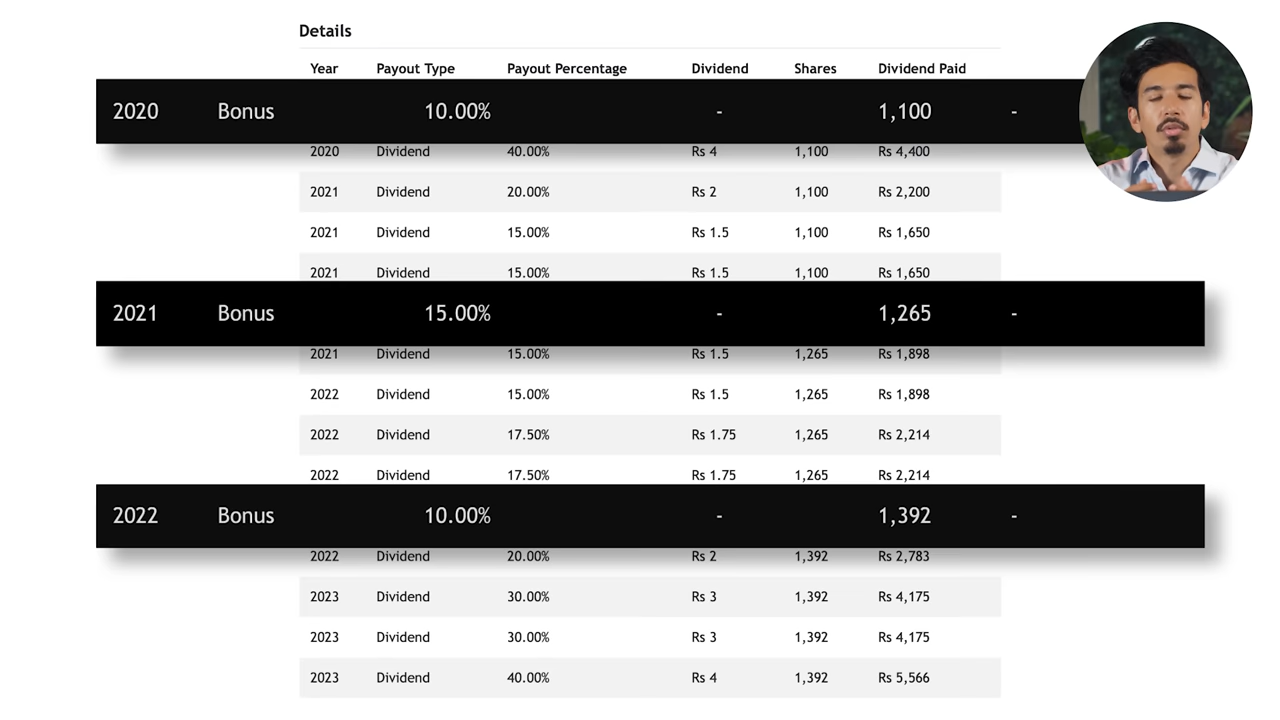 Details
Year Payout Type Payout Percentage Dividend Shares Dividend Paid
2020 Bonus 10.00% - 1,100 -
2020 Dividend 40.00% Rs 4 1,100 Rs 4,400
2021 Dividend 20.00% Rs 2 1,100 Rs 2,200
2021 Dividend 15.00% Rs 1.5 1,100 Rs 1,650
2021 Dividend 15.00% Rs 1.5 1,100 Rs 1,650
2021 Bonus 15.00% - 1,265 -
2021 Dividend 15.00% Rs 1.5 1,265 Rs 1,898
2022 Dividend 15.00% Rs 1.5 1,265 Rs 1,898
2022 Dividend 17.50% Rs 1.75 1,265 Rs 2,214
2022 Dividend 17.50% Rs 1.75 1,265 Rs 2,214
2022 Bonus 10.00% - 1,392 -
2022 Dividend 20.00% Rs 2 1,392 Rs 2,783
2023 Dividend 30.00% Rs 3 1,392 Rs 4,175
2023 Dividend 30.00% Rs 3 1,392 Rs 4,175
2023 Dividend 40.00% Rs 4 1,392 Rs 5,566